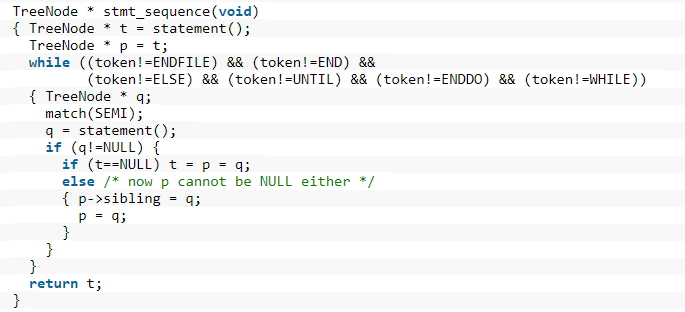 TreeNode * stmt_sequence(void)
{ TreeNode * t = statement();
  TreeNode * p = t;
  while ((token!=ENDFILE) && (token!=END) &&
         (token!=ELSE) && (token!=UNTIL) && (token!=ENDDO) && (token!=WHILE))
  { TreeNode * q;
    match(SEMI);
    q = statement();
    if (q!=NULL) {
      if (t==NULL) t = p = q;
      else /* now p cannot be NULL either */
      { p->sibling = q;
        p = q;
      }
    }
  }
  return t;
}